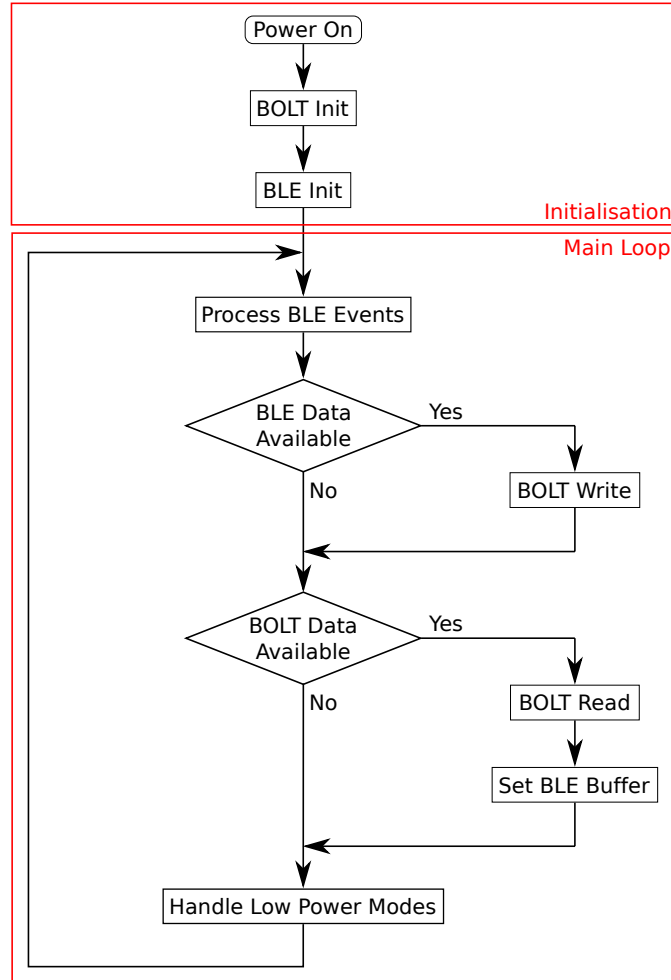 Power On
BOLT Init
BLE Init
Initialisation
Main Loop
Process BLE Events
BLE Data
Available
Yes
No
BOLT Write
BOLT Data
Available
Yes
No
BOLT Read
Set BLE Buffer
Handle Low Power Modes